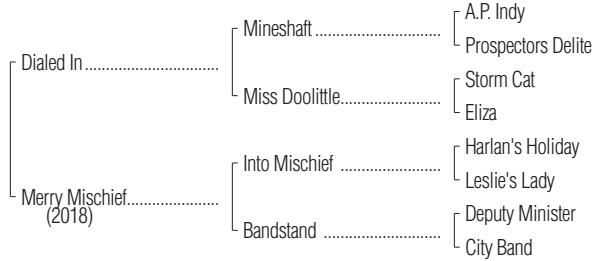 A.P. Indy
Mineshaft
Prospectors Delite
Dialed In
Storm Cat
Miss Doolittle
Eliza
Harlan's Holiday
Into Mischief
Leslie's Lady
Merry Mischief
(2018)
Deputy Minister
Bandstand
City Band